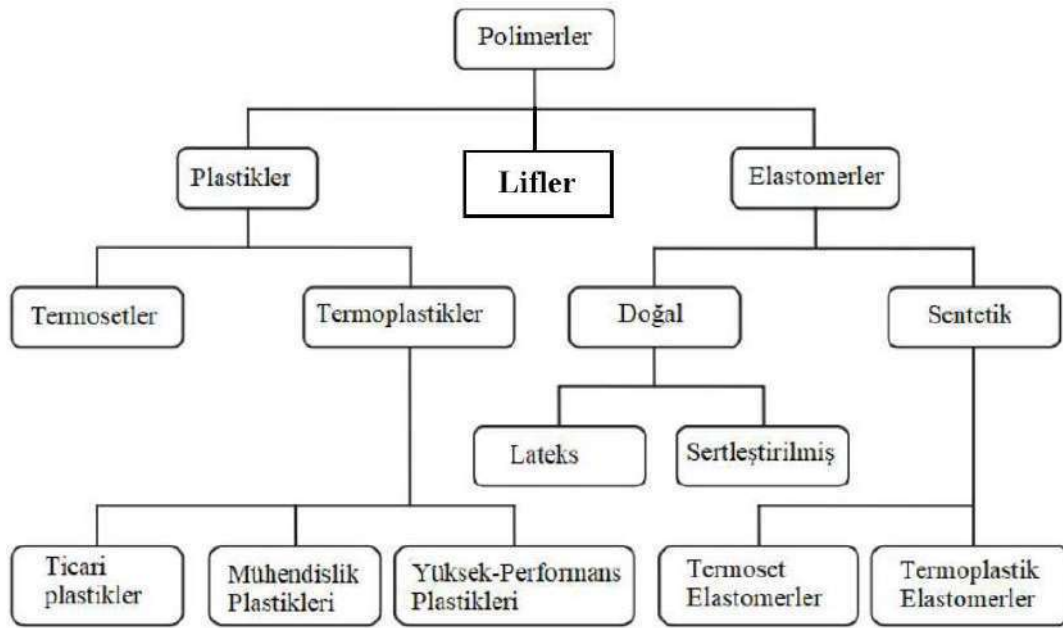 Polimerler
Plastikler
Lifler
Elastomerler
Termosetler
Termoplastikler
Doğal
Sentetik
Lateks
Sertleştirilmiş
Ticari
plastikler
Mühendislik
Plastikleri
Yüksek-Performans
Plastikleri
Termoset
Elastomerler
Termoplastik
Elastomerler